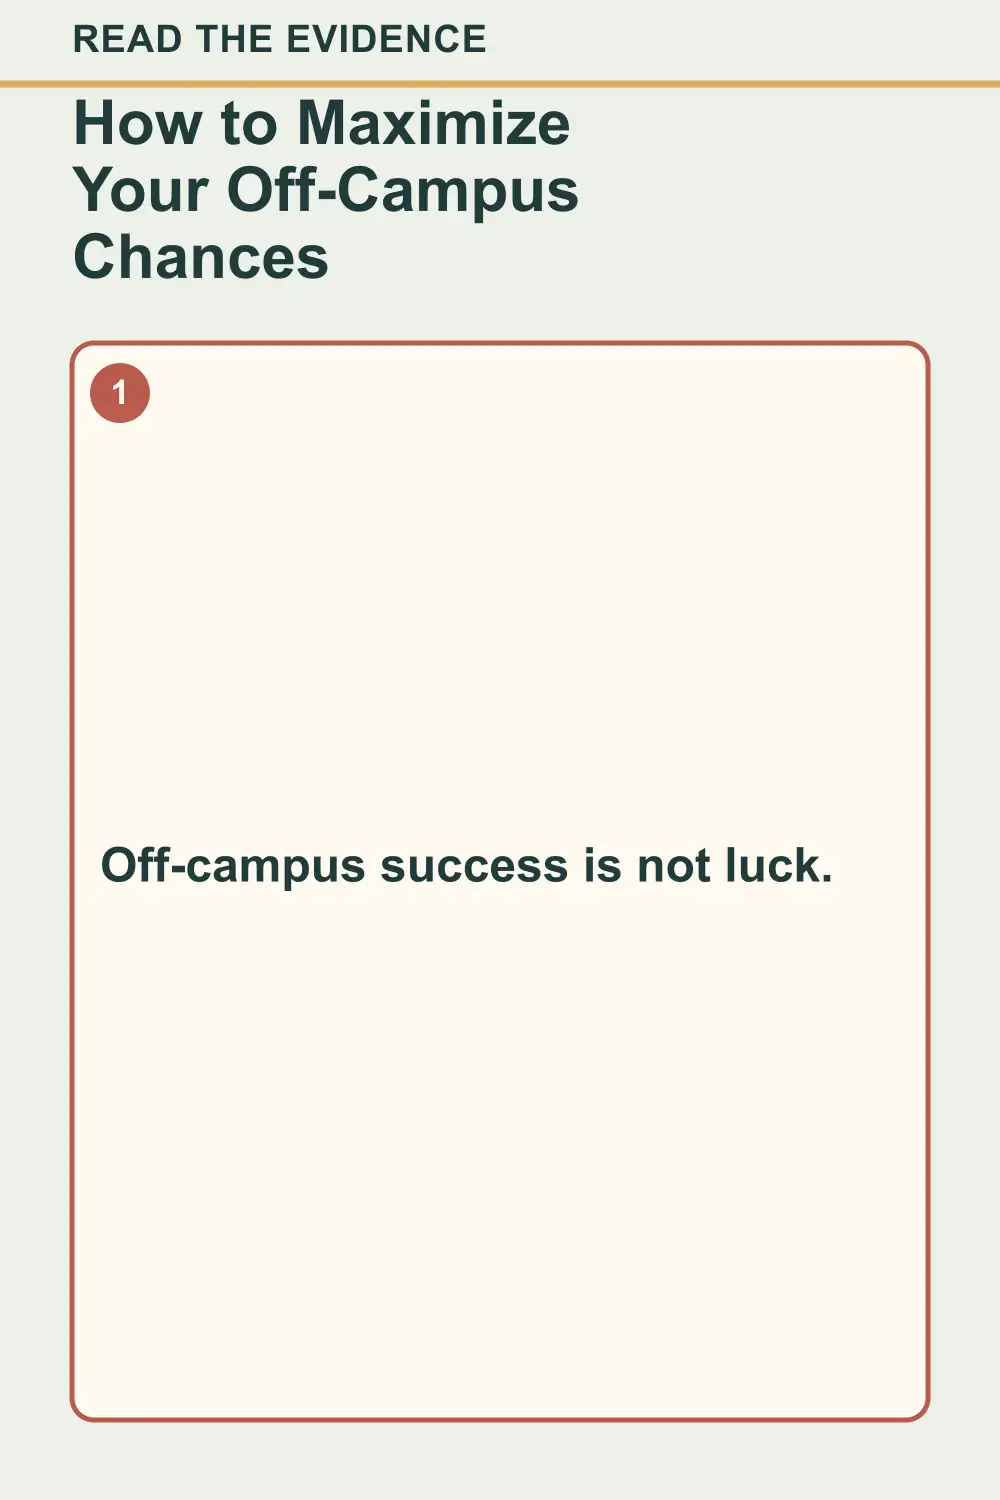 READ THE EVIDENCE
How to Maximize
Your Off-Campus
Chances
1
Off-campus success is not luck.